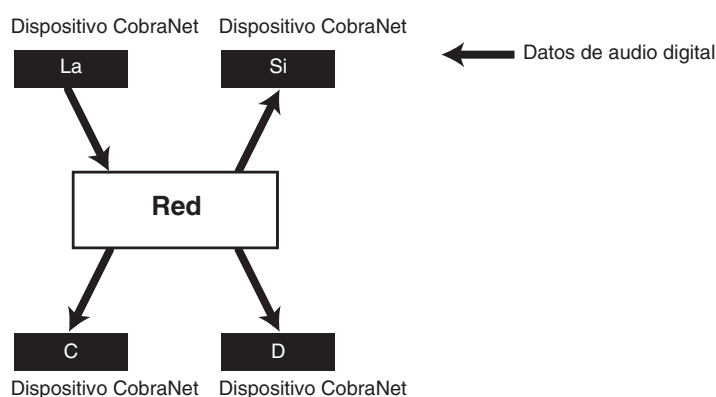 Dispositivo CobraNet
Dispositivo CobraNet
La
Si
Datos de audio digital
Red
C
D
Dispositivo CobraNet
Dispositivo CobraNet